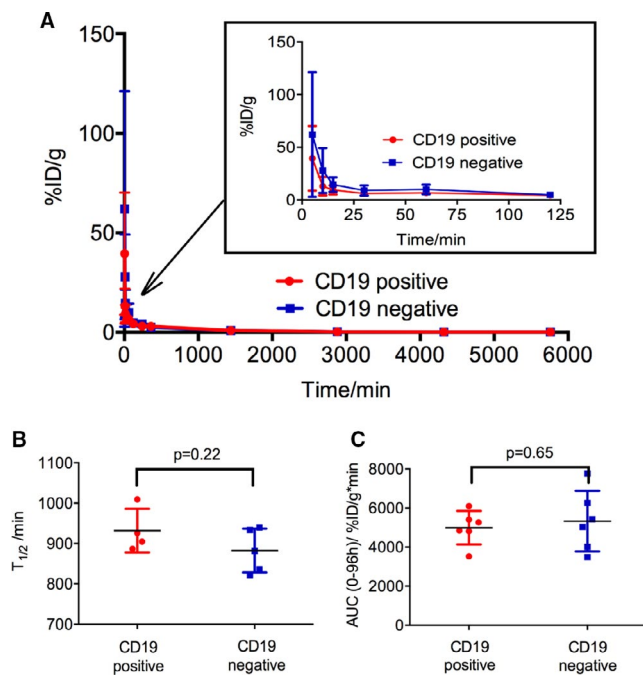 A
%ID/g
150
100
50
0
0 1000 2000 3000 4000 5000 6000
Time/min
CD19 positive
CD19 negative
%ID/g
150
100
50
0
0 25 50 75 100 125
Time/min
CD19 positive
CD19 negative
B
T1/2 /min
p=0.22
1100
1000
900
800
700
CD19
positive
CD19
negative
C
AUC (0-96h)/ %ID/g*min
p=0.65
8000
6000
4000
2000
0
CD19
positive
CD19
negative